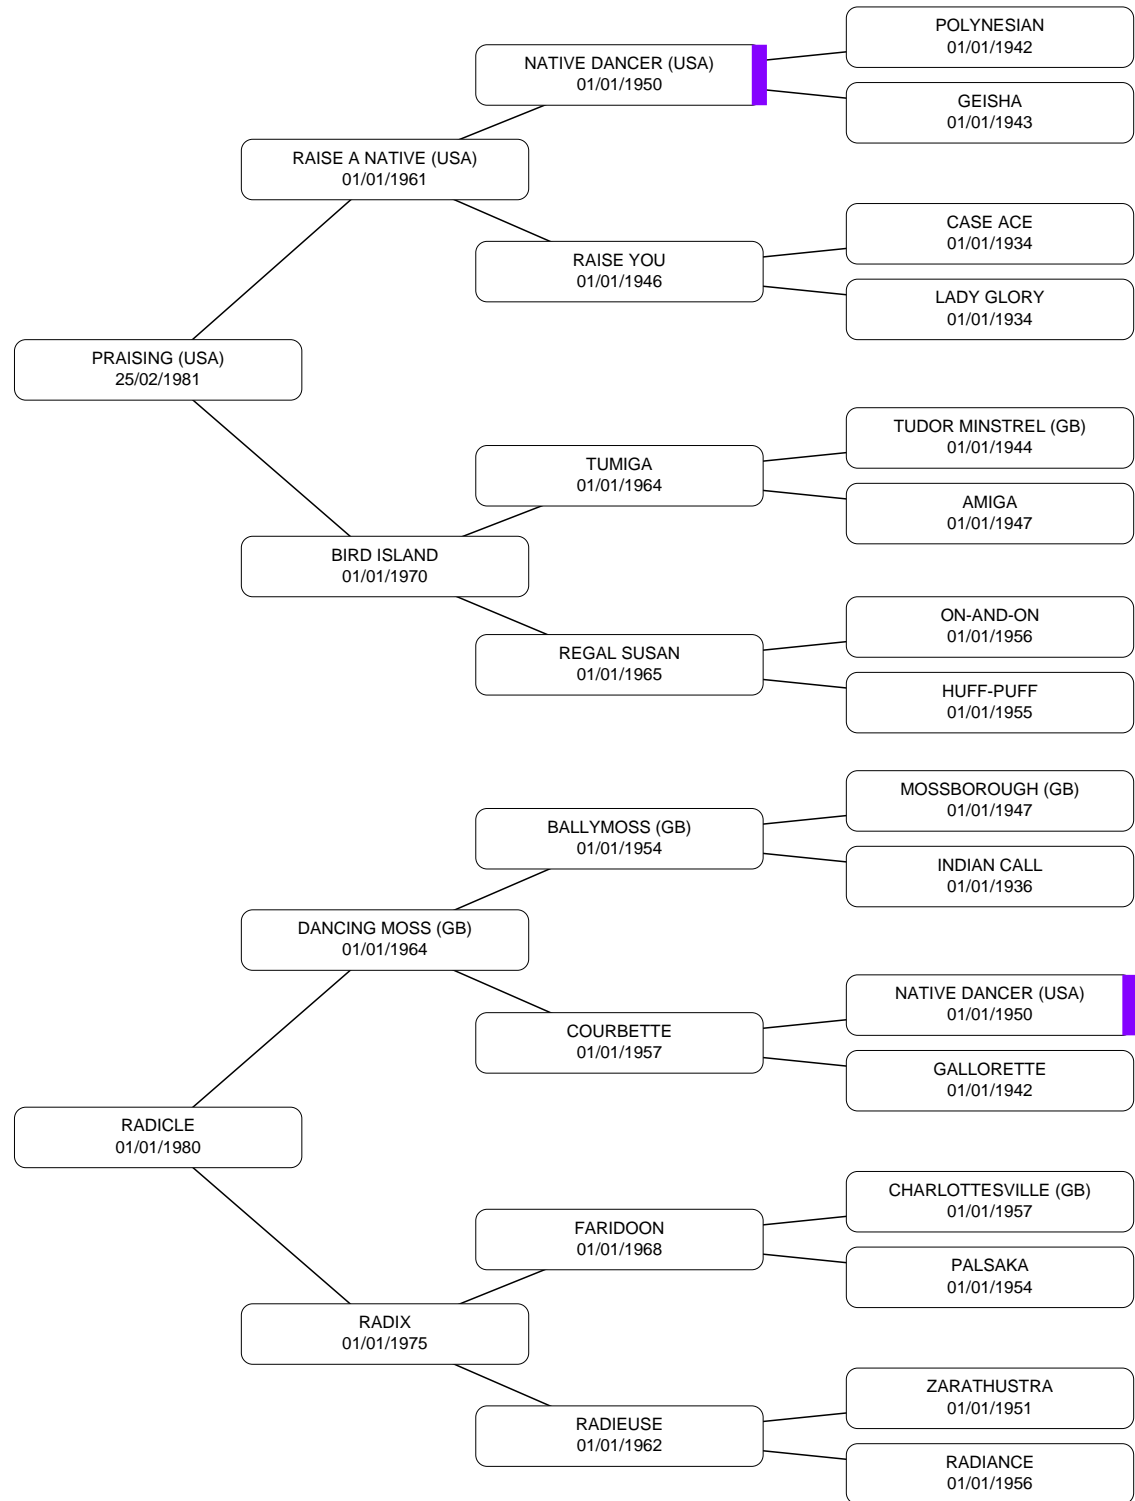 POLYNESIAN
01/01/1942
NATIVE DANCER (USA)
01/01/1950
GEISHA
01/01/1943
RAISE A NATIVE (USA)
01/01/1961
CASE ACE
01/01/1934
RAISE YOU
01/01/1946
LADY GLORY
01/01/1934
PRAISING (USA)
25/02/1981
TUDOR MINSTREL (GB)
01/01/1944
TUMIGA
01/01/1964
AMIGA
01/01/1947
BIRD ISLAND
01/01/1970
ON-AND-ON
01/01/1956
REGAL SUSAN
01/01/1965
HUFF-PUFF
01/01/1955
MOSSBOROUGH (GB)
01/01/1947
BALLYMOSS (GB)
01/01/1954
INDIAN CALL
01/01/1936
DANCING MOSS (GB)
01/01/1964
NATIVE DANCER (USA)
01/01/1950
COURBETTE
01/01/1957
GALLORETTE
01/01/1942
RADICLE
01/01/1980
CHARLOTTESVILLE (GB)
01/01/1957
FARIDOON
01/01/1968
PALSAKA
01/01/1954
RADIX
01/01/1975
ZARATHUSTRA
01/01/1951
RADIEUSE
01/01/1962
RADIANCE
01/01/1956